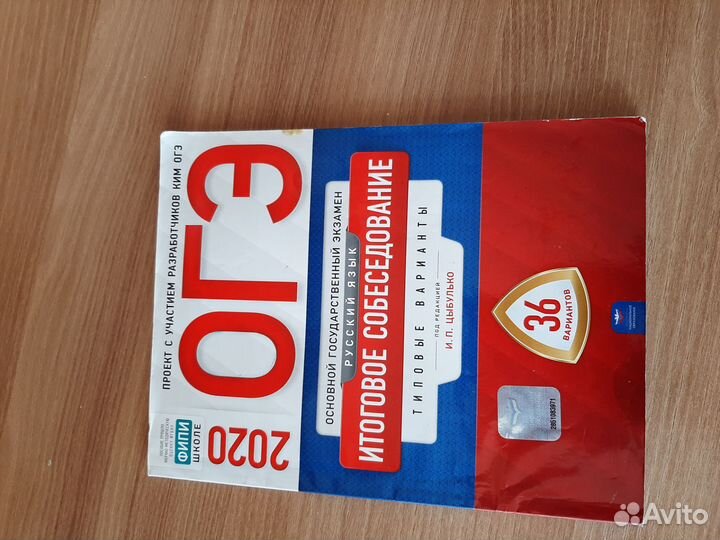 ПРОЕКТ С УЧАСТИЕМ РАЗРАБОТЧИКОВ КИМ ОГЭ
ФИПИ
ШКОЛЕ
2020
ОГЭ
ОСНОВНОЙ ГОСУДАРСТВЕННЫЙ ЭКЗАМЕН
РУССКИЙ ЯЗЫК
ИТОГОВОЕ СОБЕСЕДОВАНИЕ
ТИПОВЫЕ ВАРИАНТЫ
ПОД РЕДАКЦИЕЙ
И. П. ЦЫБУЛЬКО
36
ВАРИАНТОВ
2851083971
Avito